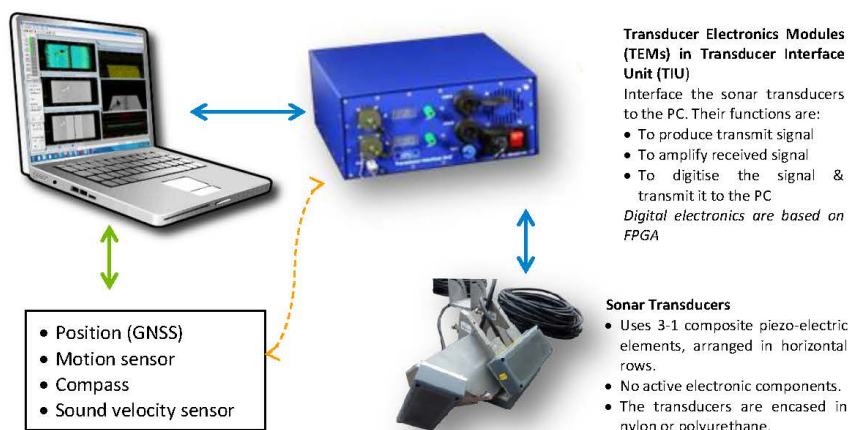 Transducer Electronics Modules
(TEMs) in Transducer Interface
Unit (TIU)
Interface the sonar transducers
to the PC. Their functions are:
• To produce transmit signal
• To amplify received signal
• To digitise the signal &
transmit it to the PC
Digital electronics are based on
FPGA
• Position (GNSS)
• Motion sensor
• Compass
• Sound velocity sensor
Sonar Transducers
• Uses 3-1 composite piezo-electric
elements, arranged in horizontal
rows.
• No active electronic components.
• The transducers are encased in
nylon or polyurethane.